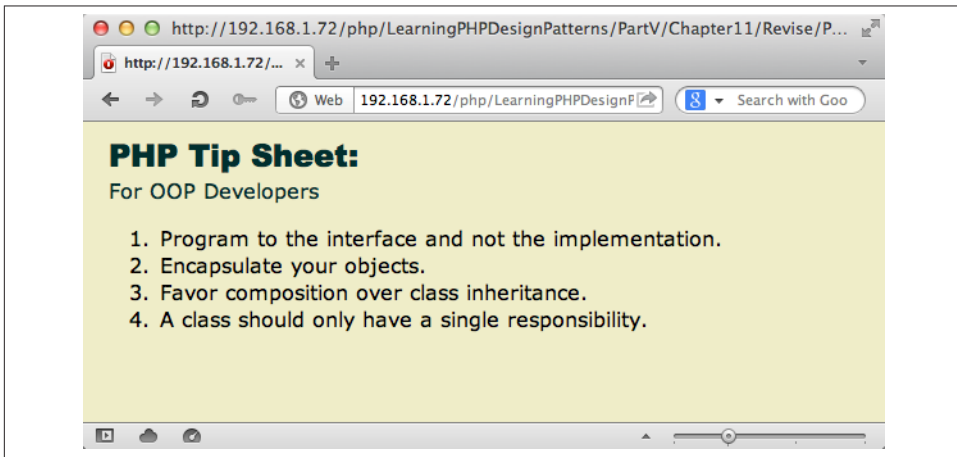 http://192.168.1.72/php/LearningPHPDesignPatterns/PartV/Chapter11/Revise/P...
http://192.168.1.72/...
Web 192.168.1.72/php/LearningPHPDesignP
8 Search with Goo
PHP Tip Sheet:
For OOP Developers
1. Program to the interface and not the implementation.
2. Encapsulate your objects.
3. Favor composition over class inheritance.
4. A class should only have a single responsibility.